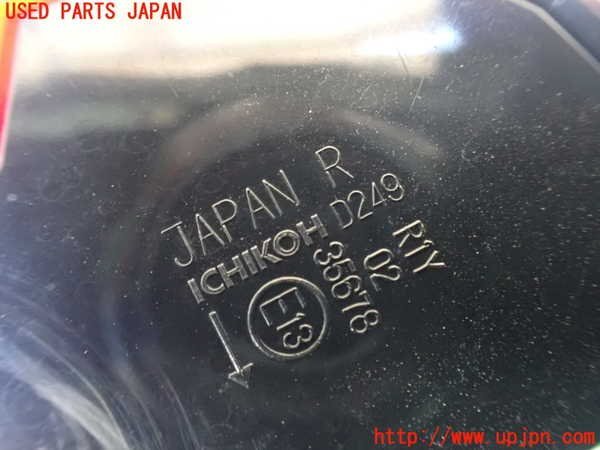 USED PARTS JAPAN
JAPAN R
ICHIKOH D249
R1Y
02
35678
E13
http://www.upjpn.com/